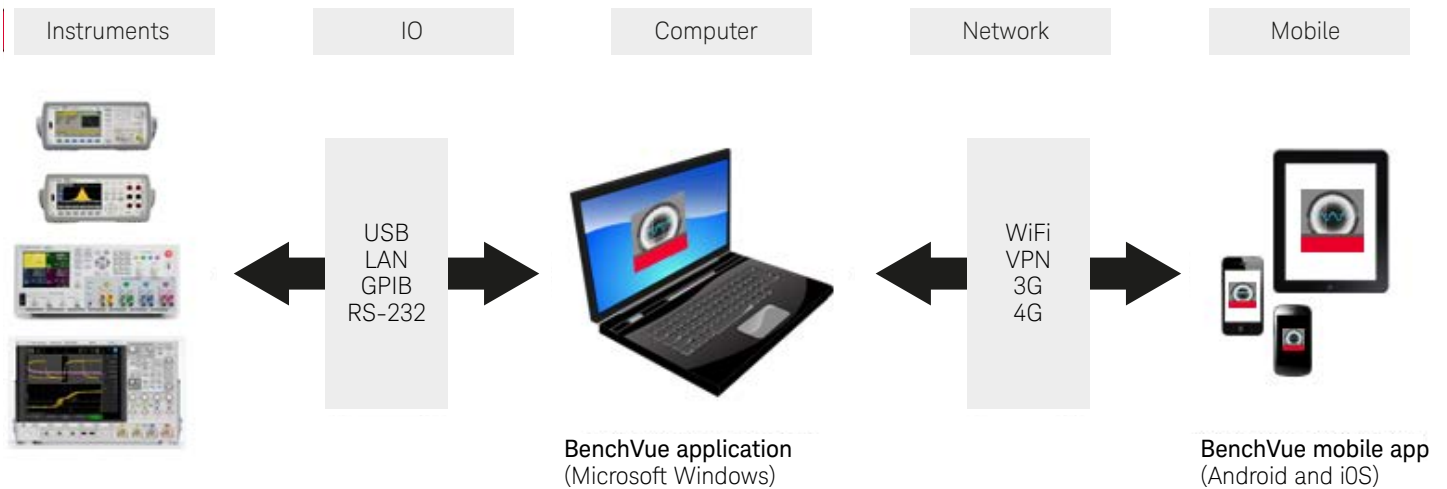 Instruments
IO
Computer
Network
Mobile
USB
LAN
GPIB
RS-232
WiFi
VPN
3G
4G
BenchVue application
(Microsoft Windows)
BenchVue mobile app
(Android and i0S)